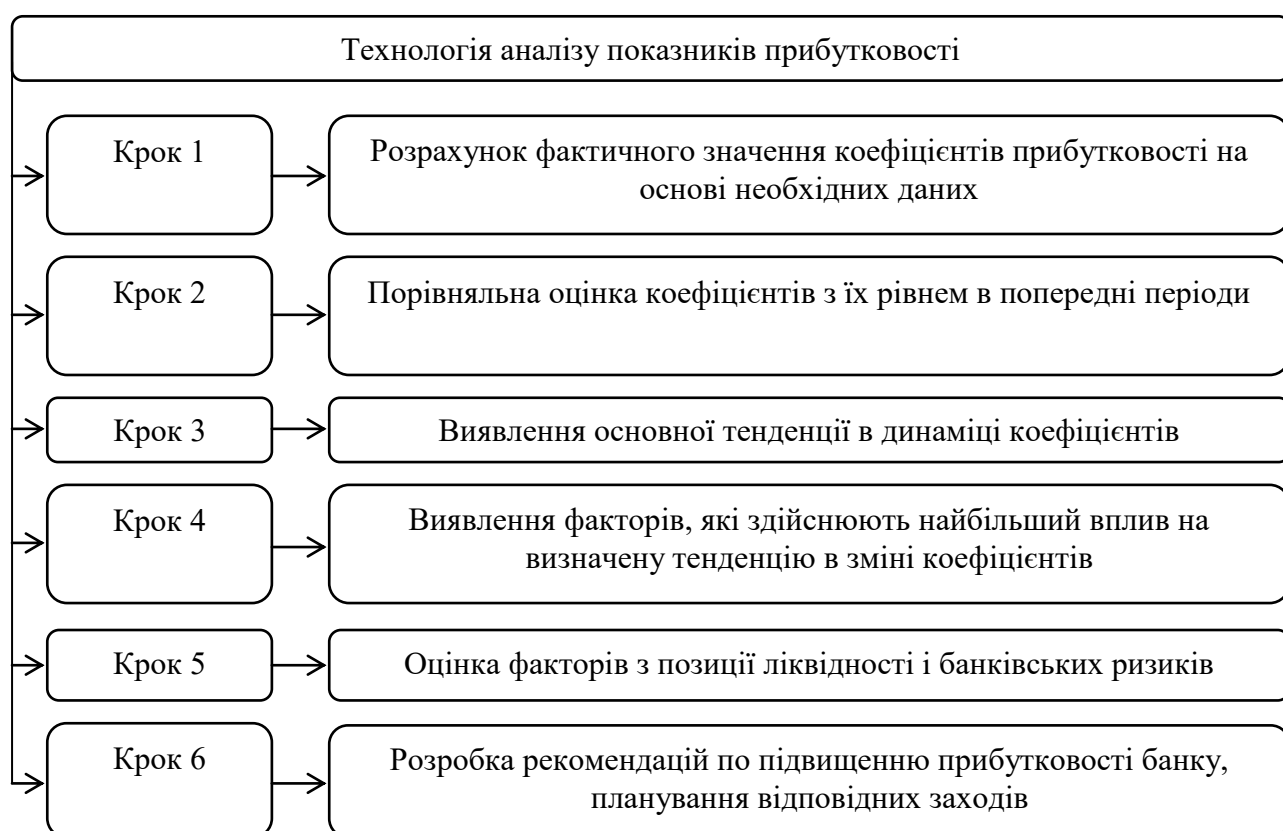 Технологія аналізу показників прибутковості
Крок 1
Розрахунок фактичного значення коефіцієнтів прибутковості на
основі необхідних даних
Крок 2
Порівняльна оцінка коефіцієнтів з їх рівнем в попередні періоди
Крок 3
Виявлення основної тенденції в динаміці коефіцієнтів
Крок 4
Виявлення факторів, які здійснюють найбільший вплив на
визначену тенденцію в зміні коефіцієнтів
Крок 5
Оцінка факторів з позиції ліквідності і банківських ризиків
Крок 6
Розробка рекомендацій по підвищенню прибутковості банку,
планування відповідних заходів